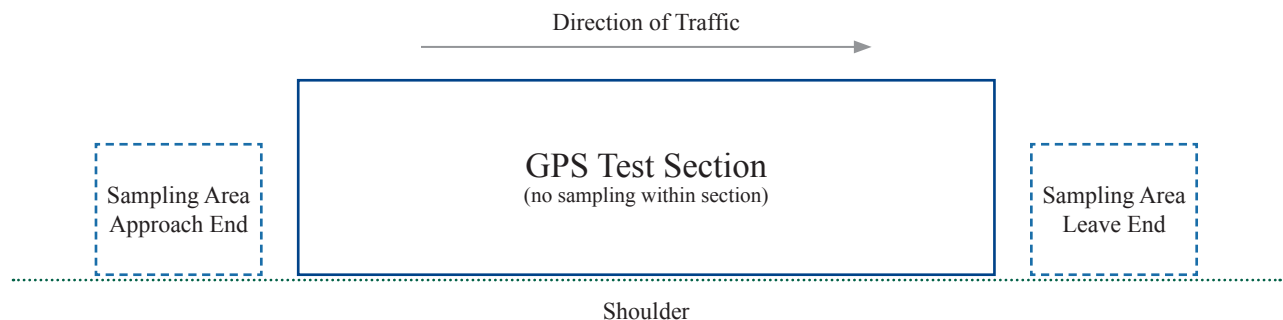 Direction of Traffic
GPS Test Section
(no sampling within section)
Sampling Area
Approach End
Sampling Area
Leave End
Shoulder